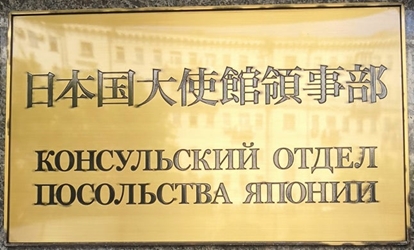 日本国大使館領事部
КОНСУЛЬСКИЙ ОТДЕЛ
ПОСОЛЬСТВА ЯПОНИИ